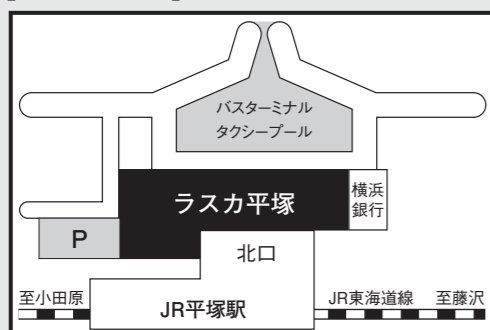 バスターミナル
タクシープール
ラスカ平塚
横浜
銀行
P
北口
至小田原
JR東海道線
至藤沢
JR平塚駅